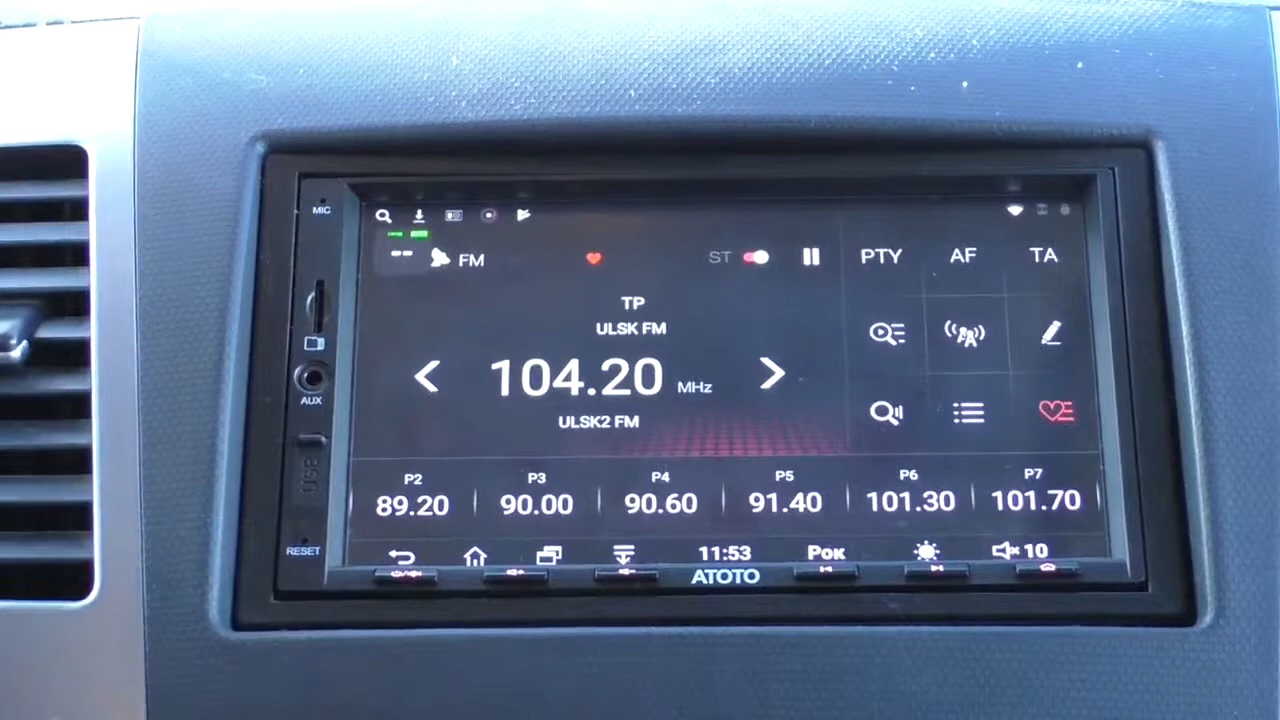 MIC
FM
ST
PTY
AF
TA
TP
ULSK FM
104.20 MHz
ULSK2 FM
AUX
USB
RESET
P2
P3
P4
P5
P6
P7
89.20
90.00
90.60
91.40
101.30
101.70
11:53
Рок
10
ATOTO